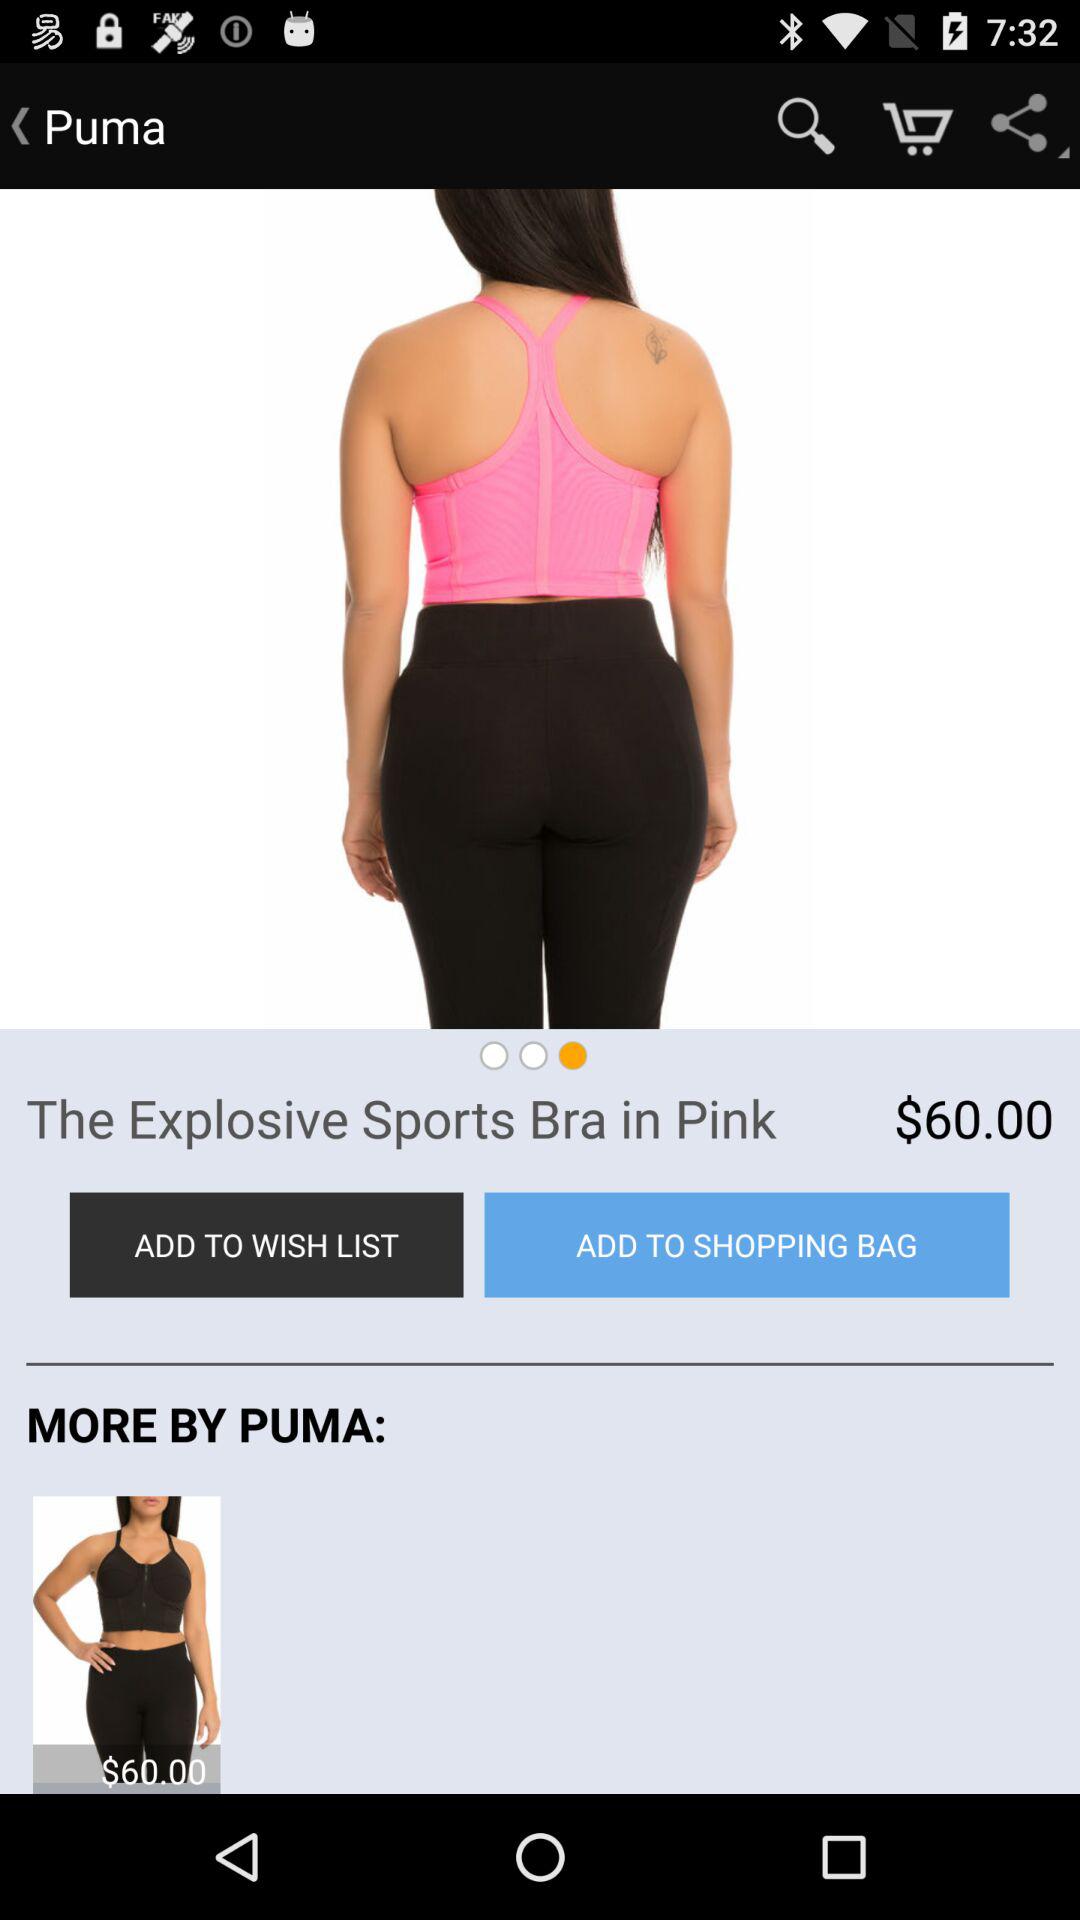 易 FAKE 7:32
Puma
The Explosive Sports Bra in Pink $60.00
ADD TO WISH LIST ADD TO SHOPPING BAG
MORE BY PUMA:
$60.00